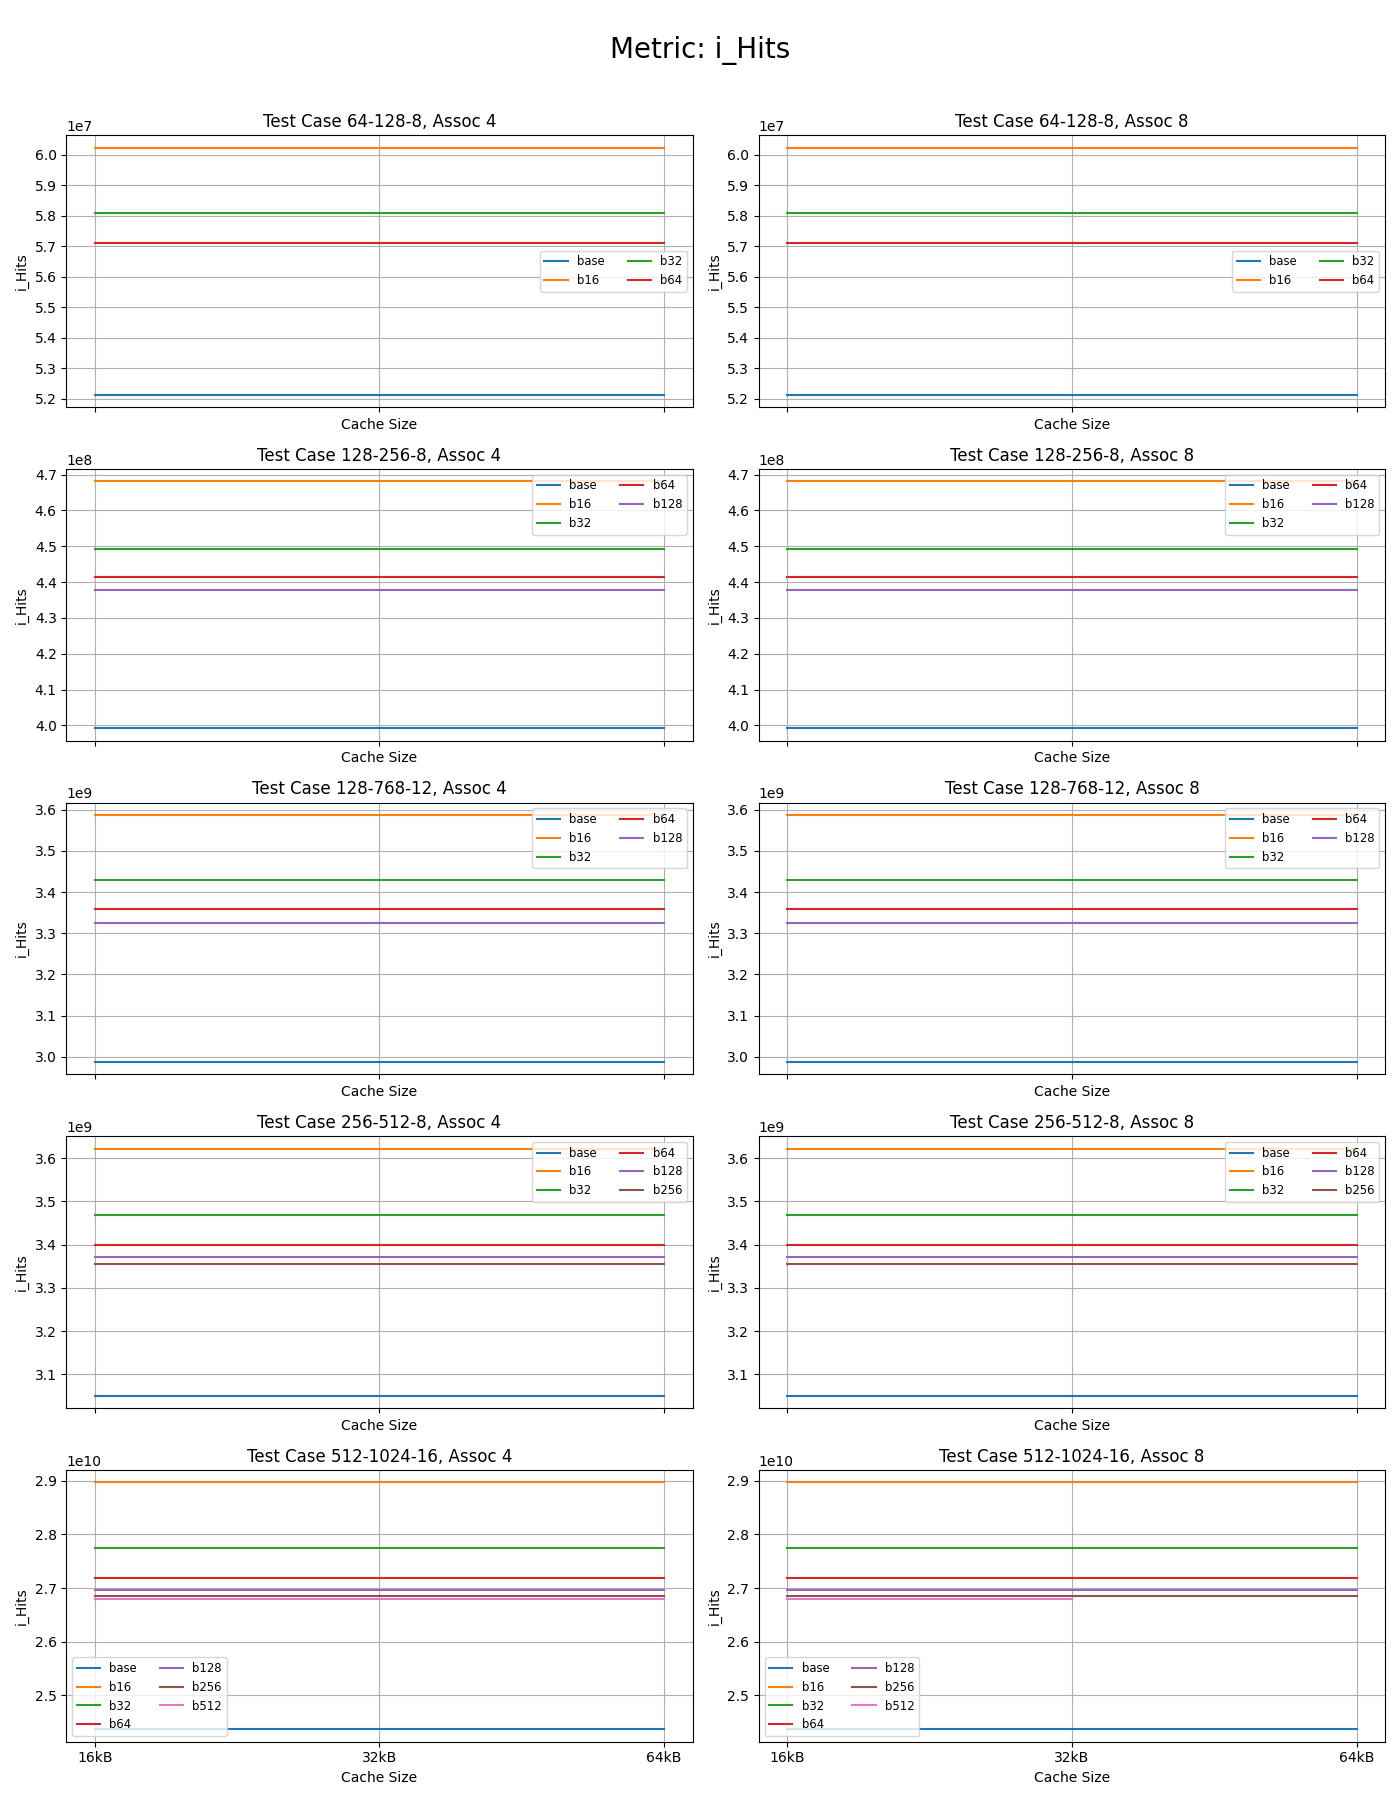 Metric: i_Hits
Test Case 64-128-8, Assoc 4
1e7
6.0
5.9
5.8
5.7
5.6
5.5
5.4
5.3
5.2
i_Hits
base b32
b16 b64
Cache Size
Test Case 64-128-8, Assoc 8
1e7
6.0
5.9
5.8
5.7
5.6
5.5
5.4
5.3
5.2
i_Hits
base b32
b16 b64
Cache Size
Test Case 128-256-8, Assoc 4
1e8
4.7
4.6
4.5
4.4
4.3
4.2
4.1
4.0
i_Hits
base b64
b16 b128
b32
Cache Size
Test Case 128-256-8, Assoc 8
1e8
4.7
4.6
4.5
4.4
4.3
4.2
4.1
4.0
i_Hits
base b64
b16 b128
b32
Cache Size
Test Case 128-768-12, Assoc 4
1e9
3.6
3.5
3.4
3.3
3.2
3.1
3.0
i_Hits
base b64
b16 b128
b32
Cache Size
Test Case 128-768-12, Assoc 8
1e9
3.6
3.5
3.4
3.3
3.2
3.1
3.0
i_Hits
base b64
b16 b128
b32
Cache Size
Test Case 256-512-8, Assoc 4
1e9
3.6
3.5
3.4
3.3
3.2
3.1
i_Hits
base b64
b16 b128
b32 b256
Cache Size
Test Case 256-512-8, Assoc 8
1e9
3.6
3.5
3.4
3.3
3.2
3.1
i_Hits
base b64
b16 b128
b32 b256
Cache Size
Test Case 512-1024-16, Assoc 4
1e10
2.9
2.8
2.7
2.6
2.5
i_Hits
base b128
b16 b256
b32 b512
b64
16kB 32kB 64kB
Cache Size
Test Case 512-1024-16, Assoc 8
1e10
2.9
2.8
2.7
2.6
2.5
i_Hits
base b128
b16 b256
b32 b512
b64
16kB 32kB 64kB
Cache Size